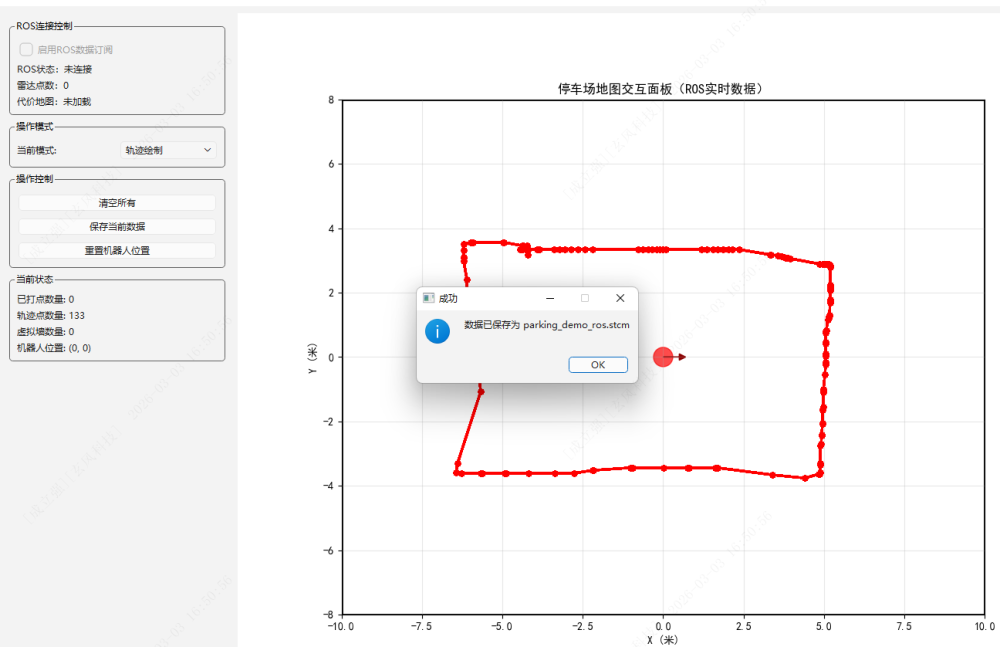 ROS连接控制
启用ROS数据订阅
ROS状态: 未连接
雷达点数: 0
代价地图: 未加载
操作模式
当前模式:
轨迹绘制
操作控制
清空所有
保存当前数据
重置机器人位置
当前状态
已打点数量: 0
轨迹点数量: 133
虚拟墙数量: 0
机器人位置: (0, 0)
停车场地图交互面板（ROS实时数据）
8
6
4
2
0
-2
-4
-6
-8
Y（米）
-10.0
-7.5
-5.0
-2.5
0.0
2.5
5.0
7.5
10.0
X（米）
成功
数据已保存为 parking_demo_ros.stcm
OK